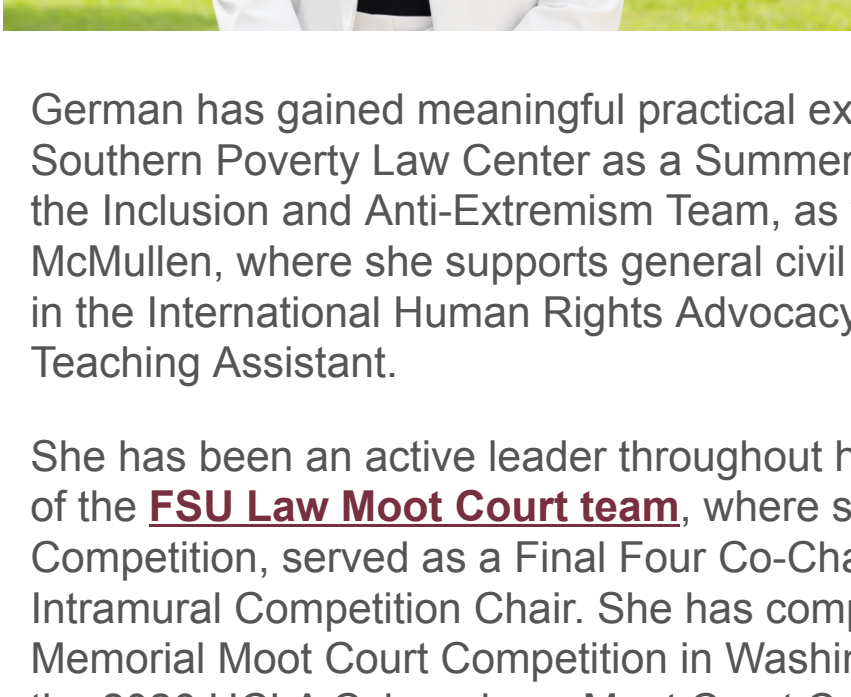 German has gained meaningful practical ex
Southern Poverty Law Center as a Summer
the Inclusion and Anti-Extremism Team, as
McMullen, where she supports general civil
in the International Human Rights Advocacy
Teaching Assistant.
She has been an active leader throughout h
of the FSU Law Moot Court team, where s
Competition, served as a Final Four Co-Cha
Intramural Competition Chair. She has comp
Memorial Moot Court Competition in Washin